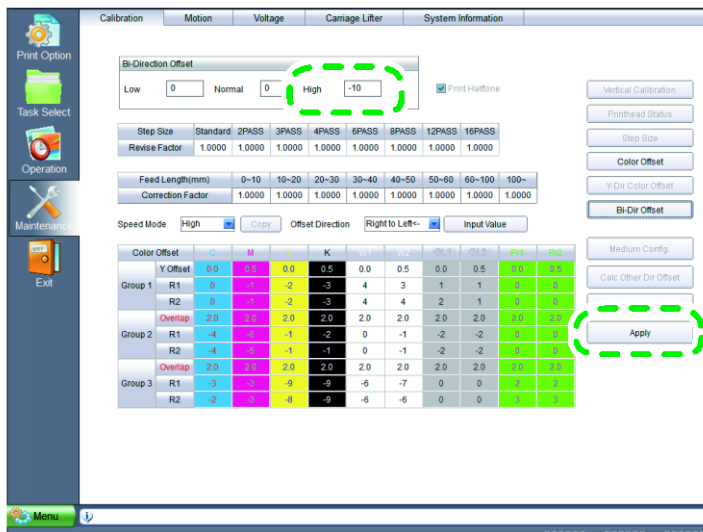 Calibration Motion Voltage Carriage Lifter System Information
Print Option
Task Select
Operation
Maintenance
Exit
Bi-Direction Offset
Low 0 Normal 0 High -10 Print Halftone
Step Size Standard 2PASS 3PASS 4PASS 6PASS 8PASS 12PASS 16PASS
Revise Factor 1.0000 1.0000 1.0000 1.0000 1.0000 1.0000 1.0000 1.0000
Feed Length(mm) 0~10 10~20 20~30 30~40 40~50 50~60 60~100 100~
Correction Factor 1.0000 1.0000 1.0000 1.0000 1.0000 1.0000 1.0000 1.0000
Speed Mode High Copy Offset Direction Right to Left<- Input Value
Color Offset C M Y K W1 W2 GL1 GL2 Pr1 Pr2
Y Offset 0.0 0.5 0.0 0.5 0.0 0.5 0.0 0.5 0.0 0.5
Group 1 R1 0 -1 -2 -3 4 3 1 1 0 0
R2 0 -1 -2 -3 4 4 2 1 0 0
Overlap 2.0 2.0 2.0 2.0 2.0 2.0 2.0 2.0 2.0 2.0
Group 2 R1 -4 -5 -1 -2 0 -1 -2 -2 0 0
R2 -4 -5 -1 -1 0 -1 -2 -2 0 0
Overlap 2.0 2.0 2.0 2.0 2.0 2.0 2.0 2.0 2.0 2.0
Group 3 R1 -3 -3 -9 -9 -6 -7 0 0 2 2
R2 -2 -3 -8 -9 -6 -6 0 0 3 3
Vertical Calibration
Printhead Status
Step Size
Color Offset
Y-Dir Color Offset
Bi-Dir Offset
Medium Config.
Calc Other Dir Offset
Apply
Menu